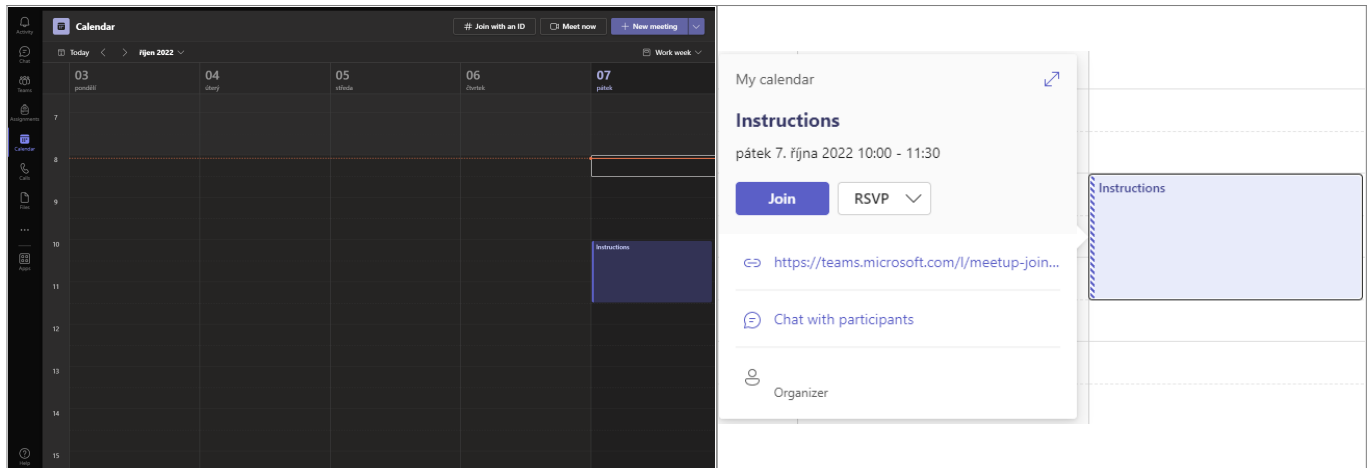 Activity
Chat
Teams
Assignments
Calendar
Calls
Files
Apps
Help
Calendar
# Join with an ID
Meet now
+ New meeting
Today
říjen 2022
Work week
03
pondělí
04
úterý
05
středa
06
čtvrtek
07
pátek
7
8
9
10
11
12
13
14
15
Instructions
My calendar
Instructions
pátek 7. října 2022 10:00 - 11:30
Join
RSVP
https://teams.microsoft.com/l/meetup-join...
Chat with participants
Organizer
Instructions